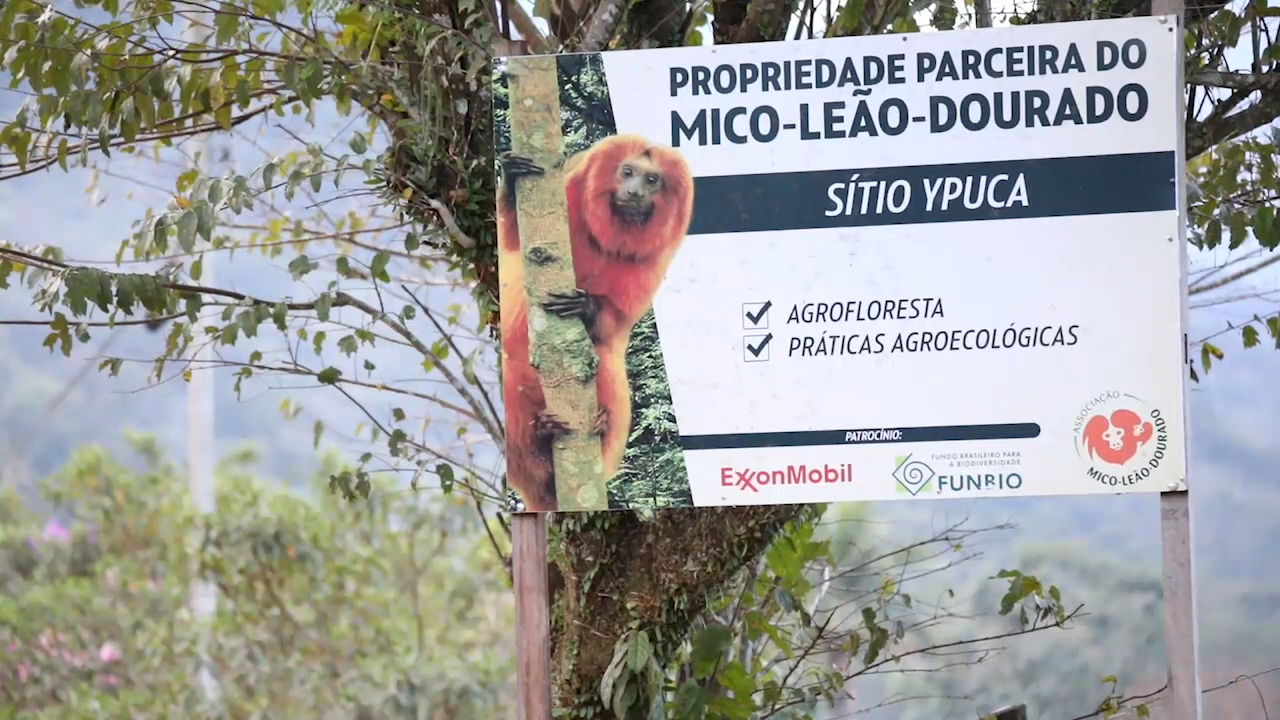 PROPRIEDADE PARCEIRA DO
MICO-LEÃO-DOURADO
SÍTIO YPUCA
AGROFLORESTA
PRÁTICAS AGROECOLÓGICAS
PATROCÍNIO:
ExxonMobil
FUNDO BRASILEIRO PARA
A BIODIVERSIDADE
FUNBIO
ASSOCIAÇÃO
MICO-LEÃO-DOURADO